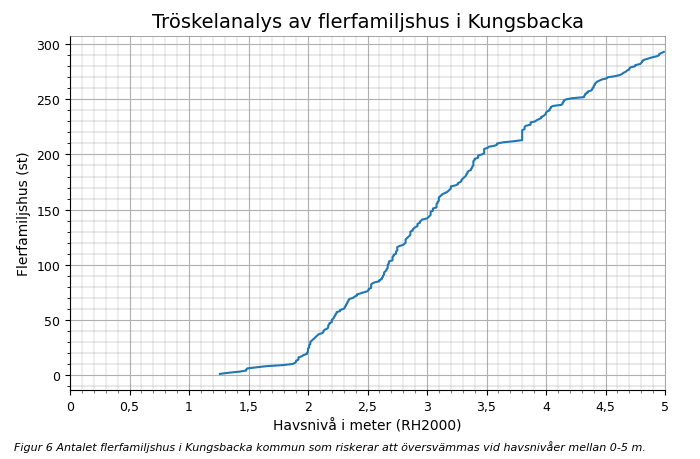 Tröskelanalys av flerfamiljshus i Kungsbacka
300
250
200
150
100
50
0
Flerfamiljshus (st)
0 0,5 1 1,5 2 2,5 3 3,5 4 4,5 5
Havsnivå i meter (RH2000)
Figur 6 Antalet flerfamiljshus i Kungsbacka kommun som riskerar att översvämmas vid havsnivåer mellan 0-5 m.